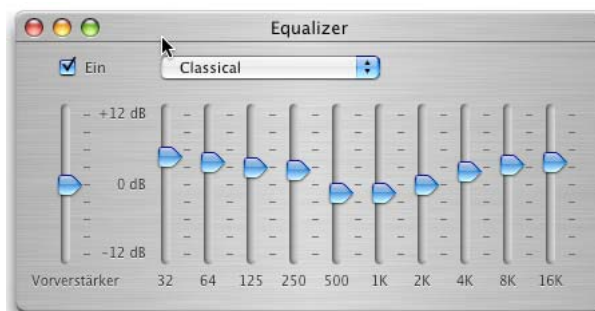 Equalizer
Ein
Classical
+12 dB
0 dB
-12 dB
Vorverstärker 32 64 125 250 500 1K 2K 4K 8K 16K